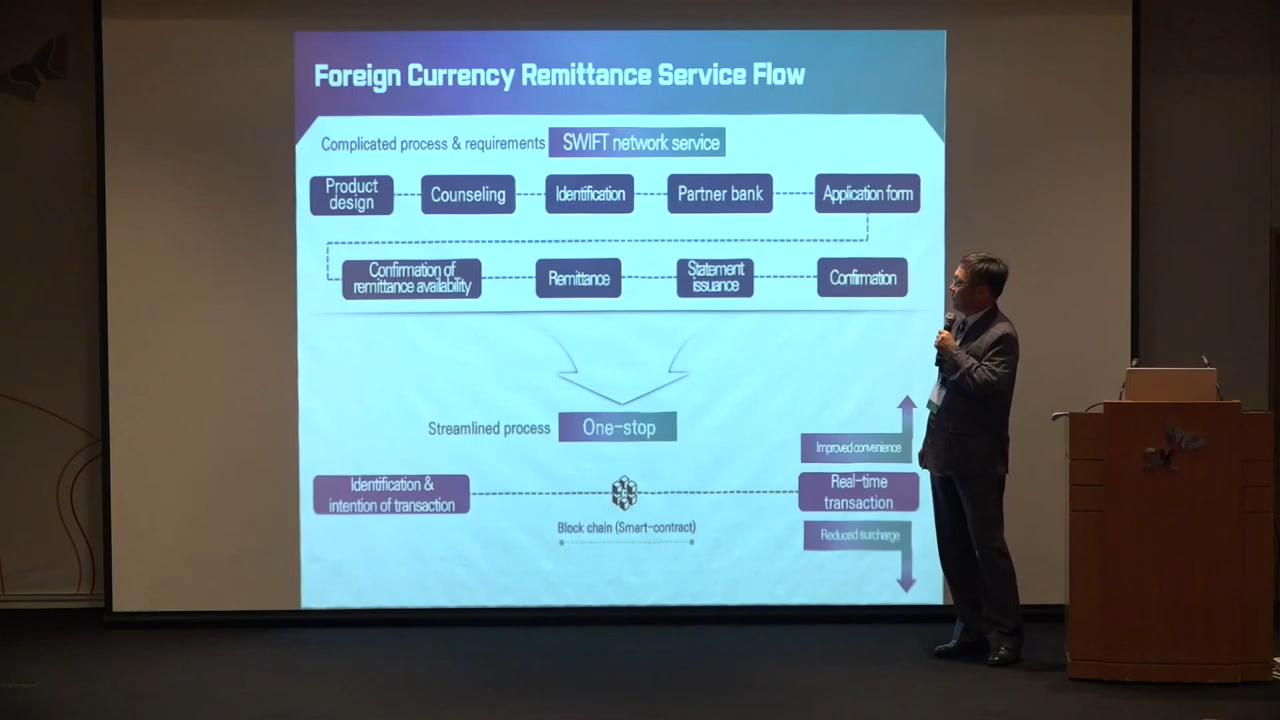 Foreign Currency Remittance Service Flow
Complicated process & requirements SWIFT network service
Product
design
Counseling
Identification
Partner bank
Application form
Confirmation of
remittance availability
Remittance
Statement
issuance
Confirmation
Streamlined process One-stop
Improved convenience
Identification &
intention of transaction
Real-time
transaction
Block chain (Smart-contract)
Reduced surcharge
SK